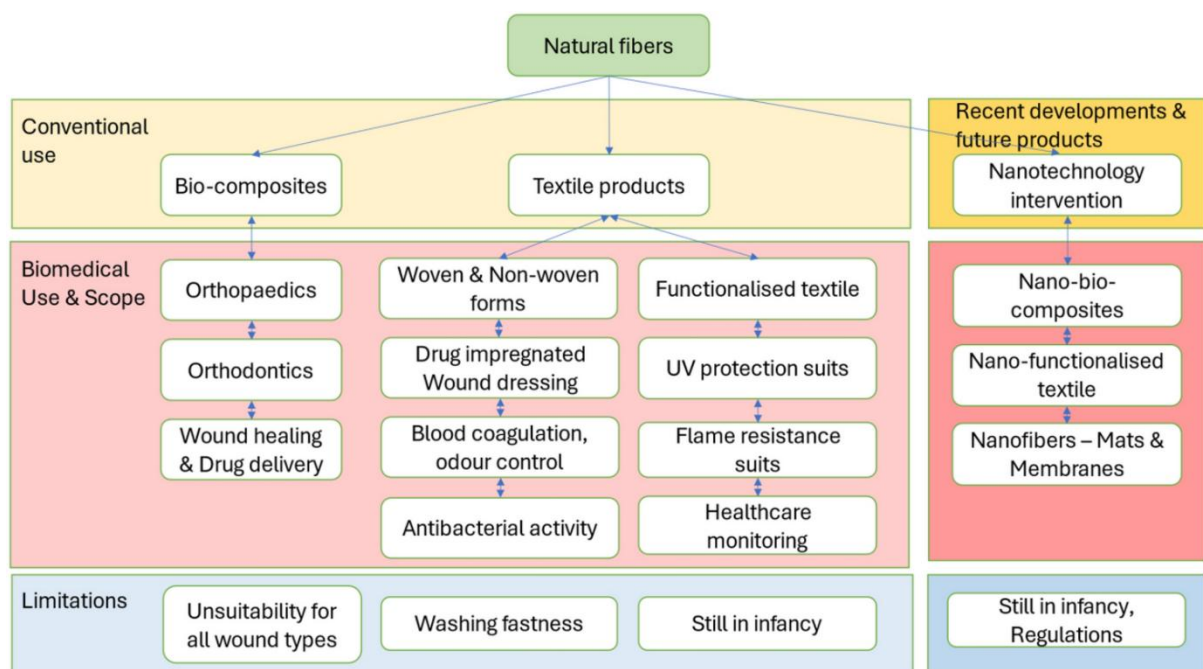 Natural fibers
Conventional
use
Recent developments &
future products
Bio-composites
Textile products
Nanotechnology
intervention
Biomedical
Use & Scope
Orthopaedics
Orthodontics
Wound healing
& Drug delivery
Woven & Non-woven
forms
Drug impregnated
Wound dressing
Blood coagulation,
odour control
Antibacterial activity
Functionalised textile
UV protection suits
Flame resistance
suits
Healthcare
monitoring
Nano-bio-
composites
Nano-functionalised
textile
Nanofibers – Mats &
Membranes
Limitations
Unsuitability for
all wound types
Washing fastness
Still in infancy
Still in infancy,
Regulations